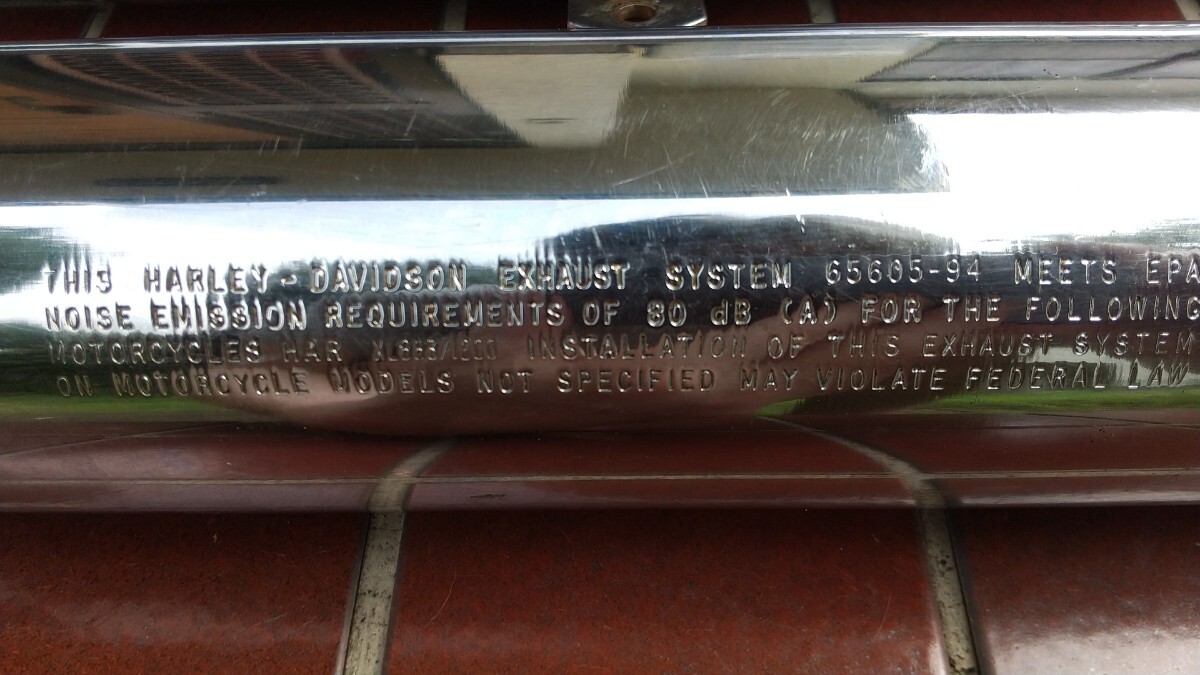 THIS HARLEY-DAVIDSON EXHAUST SYSTEM 65605-94 MEETS EPA
NOISE EMISSION REQUIREMENTS OF 80 dB (A) FOR THE FOLLOWING
MOTORCYCLES HAR INSTALLATION OF THIS EXHAUST SYSTEM
ON MOTORCYCLE MODELS NOT SPECIFIED MAY VIOLATE FEDERAL LAW